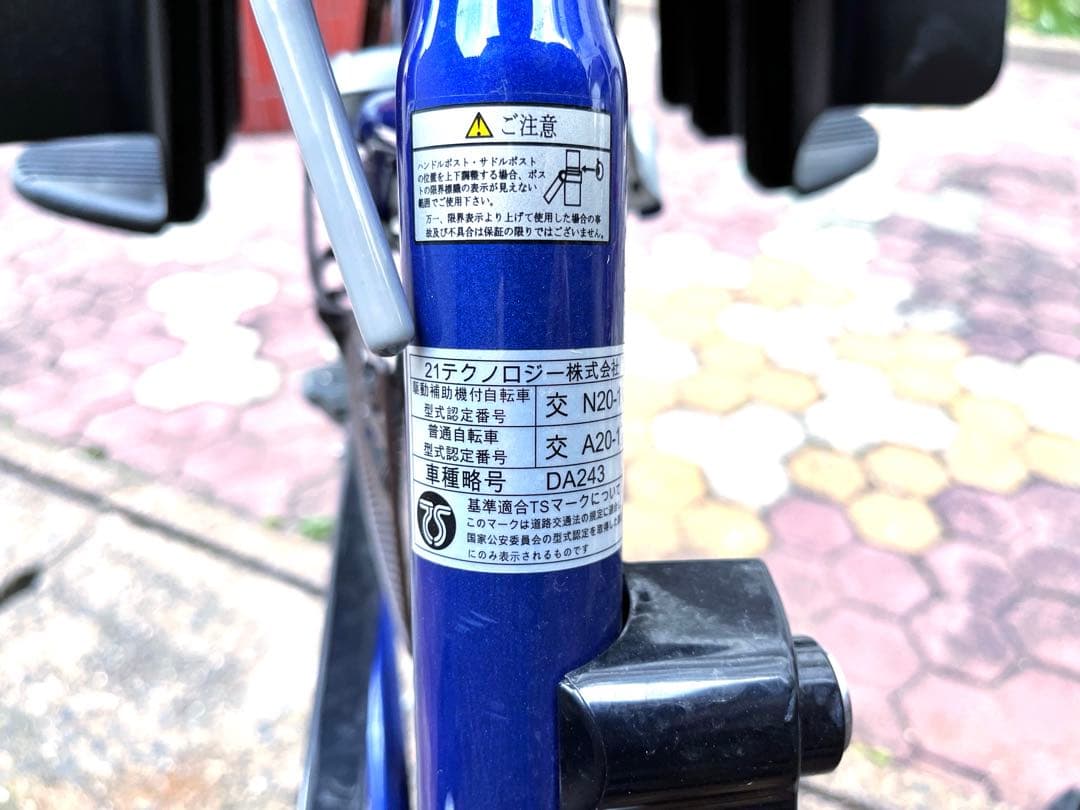 ご注意
ハンドルポスト・サドルポスト
の位置を上下調整する場合、ポス
トの限界標識の表示が見えない
範囲でご使用下さい。
万一、限界表示より上げて使用した場合の事
故及び不具合は保証の限りではございません。
21テクノロジー株式会社
駆動補助機付自転車
型式認定番号
交 N20-1
普通自転車
型式認定番号
交 A20-1
車種略号 DA243
TS
基準適合TSマークについて
このマークは道路交通法の規定に適合し
国家公安委員会の型式認定を取得した
にのみ表示されるものです